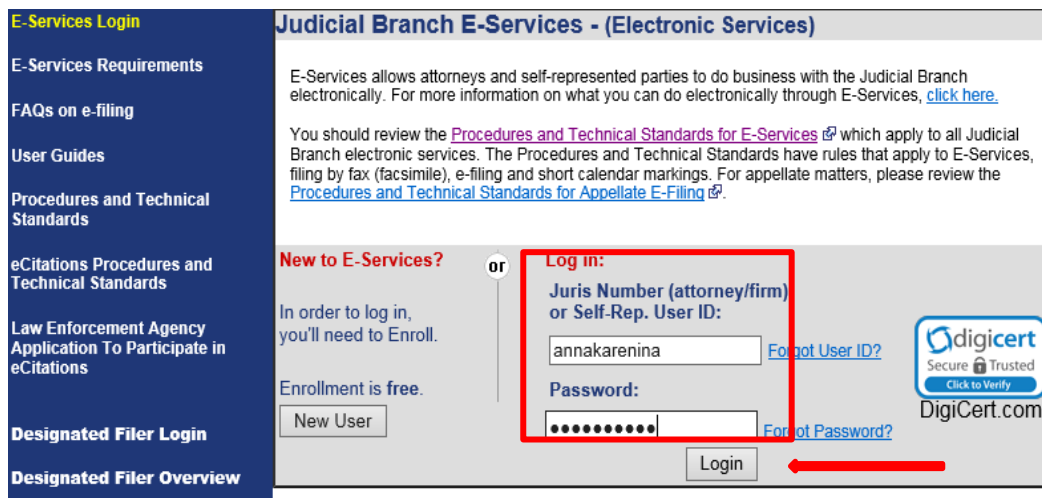 E-Services Login
E-Services Requirements
FAQs on e-filing
User Guides
Procedures and Technical
Standards
eCitations Procedures and
Technical Standards
Law Enforcement Agency
Application To Participate in
eCitations
Designated Filer Login
Designated Filer Overview
Judicial Branch E-Services - (Electronic Services)
E-Services allows attorneys and self-represented parties to do business with the Judicial Branch
electronically. For more information on what you can do electronically through E-Services, click here.
You should review the Procedures and Technical Standards for E-Services which apply to all Judicial
Branch electronic services. The Procedures and Technical Standards have rules that apply to E-Services,
filing by fax (facsimile), e-filing and short calendar markings. For appellate matters, please review the
Procedures and Technical Standards for Appellate E-Filing.
New to E-Services?
In order to log in,
you'll need to Enroll.
Enrollment is free.
New User
or
Log in:
Juris Number (attorney/firm)
or Self-Rep. User ID:
annakarenina Forgot User ID?
Password:
●●●●●●●●●● Forgot Password?
Login
digicert
Secure Trusted
Click to Verify
DigiCert.com